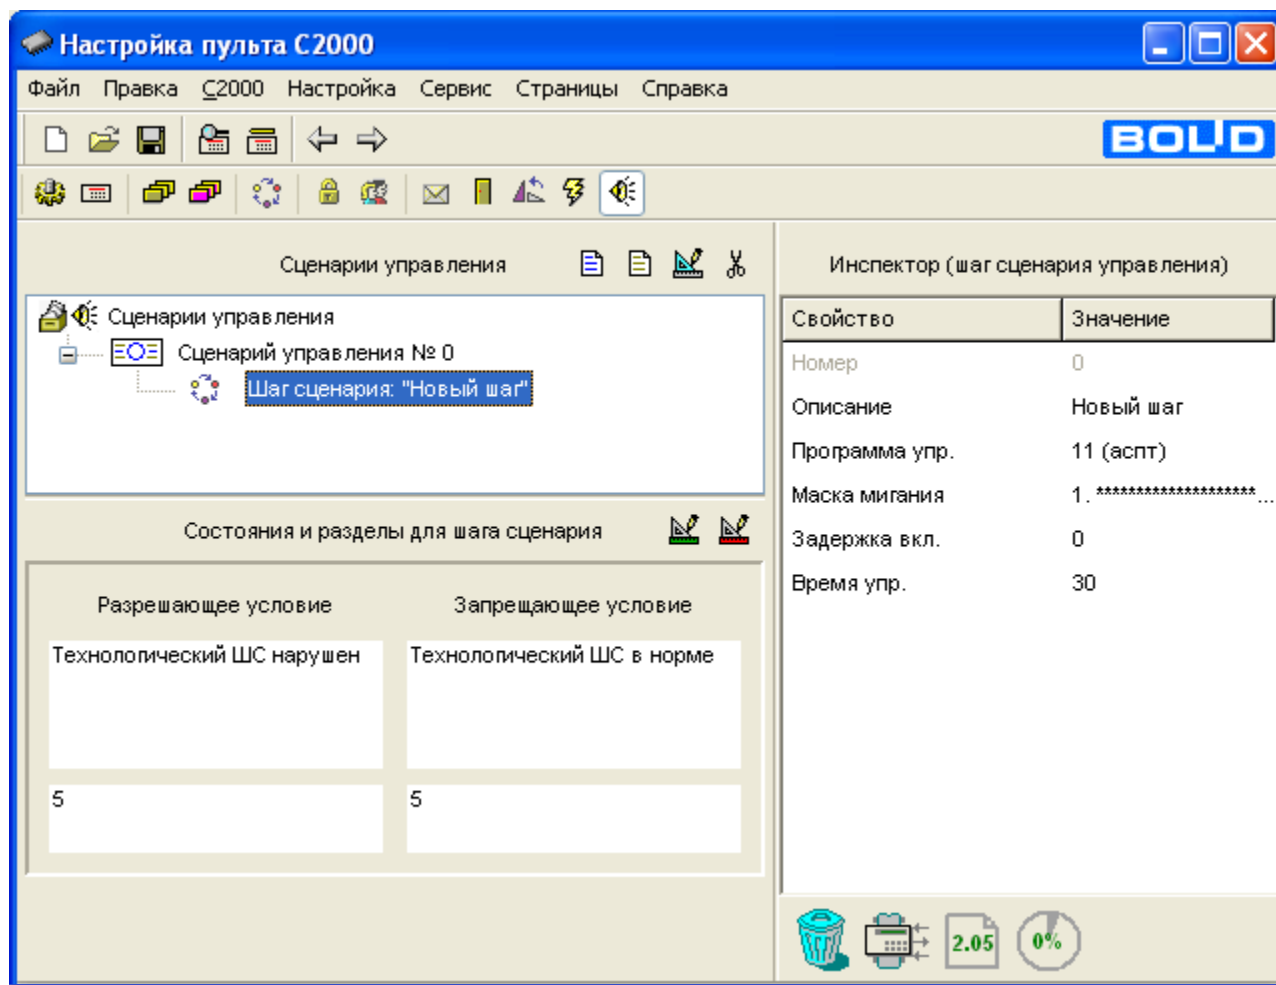 Настройка пульта С2000
Файл Правка С2000 Настройка Сервис Страницы Справка
BOLID
Сценарии управления
Сценарии управления
Сценарий управления № 0
Шаг сценария: "Новый шаг"
Состояния и разделы для шага сценария
Разрешающее условие Запрещающее условие
Технологический ШС нарушен Технологический ШС в норме
5 5
Инспектор (шаг сценария управления)
Свойство Значение
Номер 0
Описание Новый шаг
Программа упр. 11 (аспт)
Маска мигания 1. ********************...
Задержка вкл. 0
Время упр. 30
2.05 0%